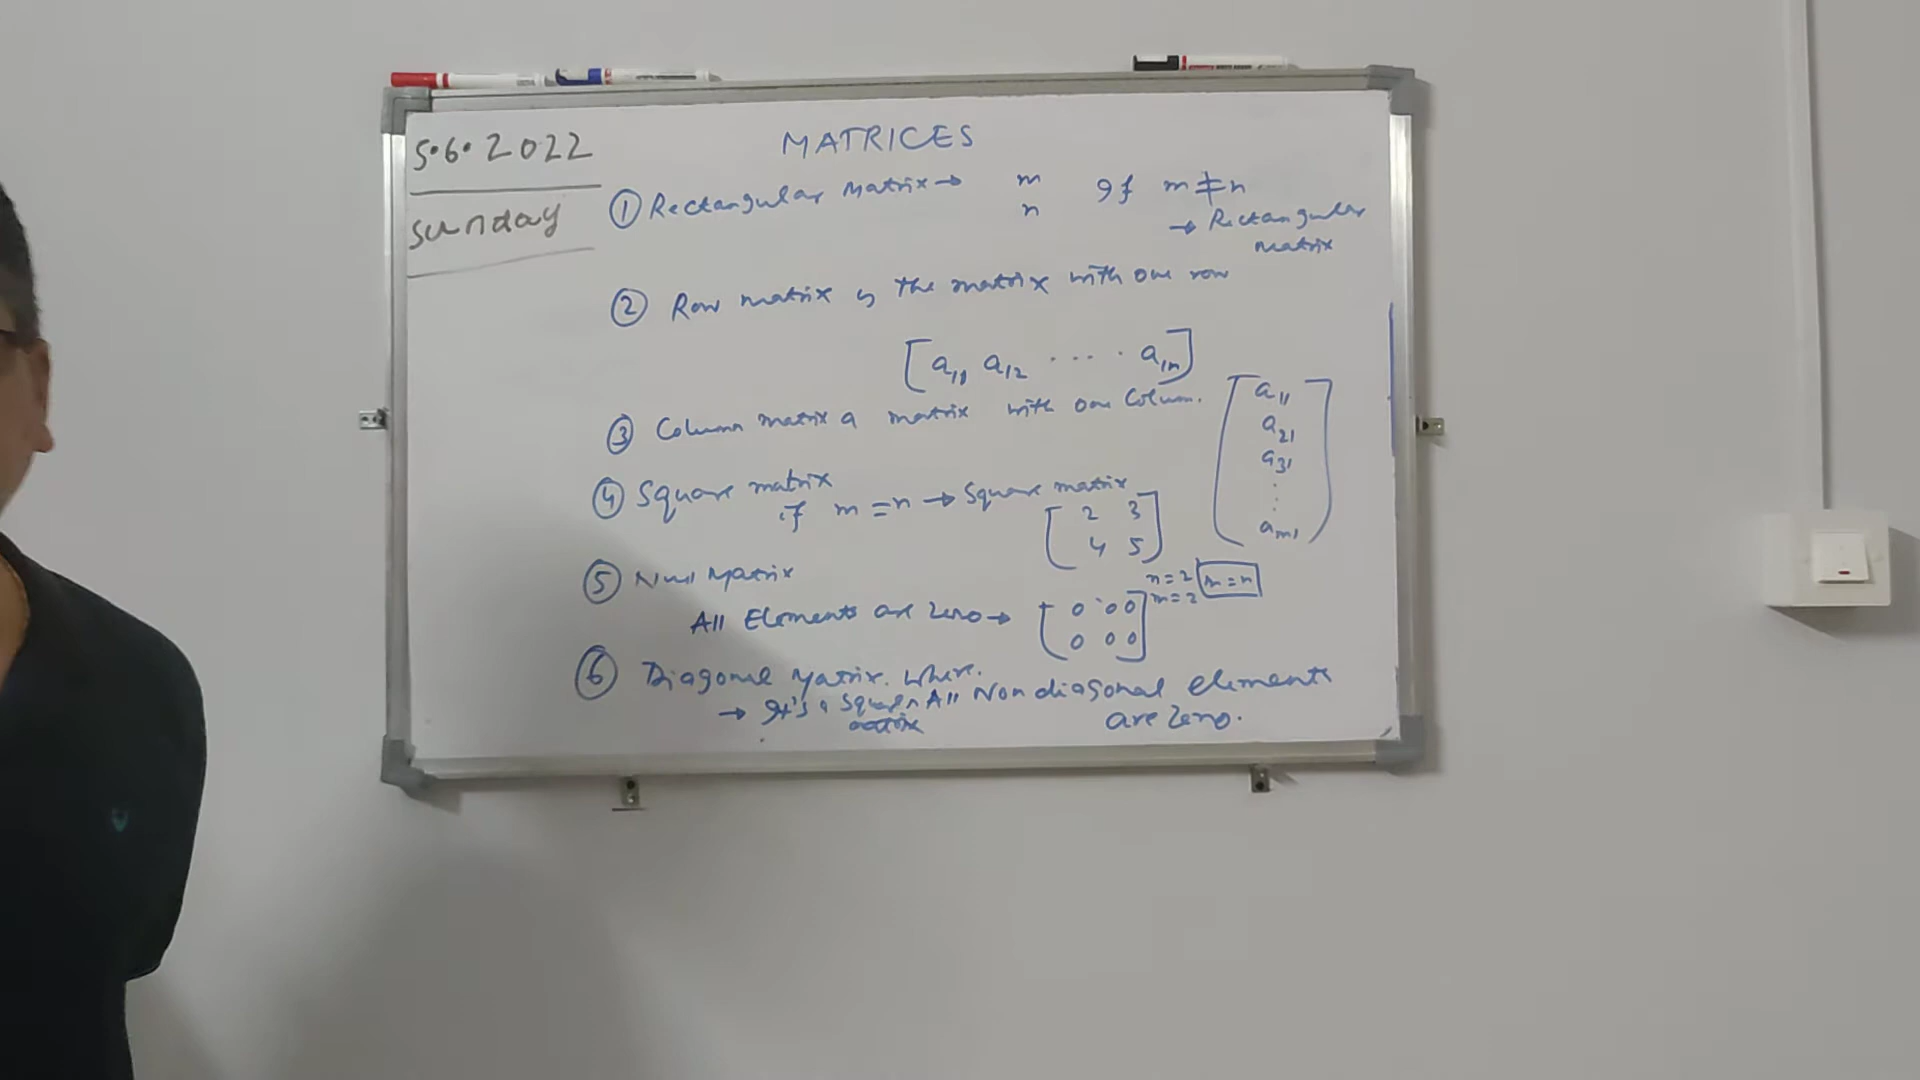 5.6.2022
Sunday
MATRICES
① Rectangular Matrix → m If m ≠ n
n → Rectangular
matrix
② Row matrix is the matrix with one row
[a11 a12 .... a1n]
③ Column matrix a matrix with one Column.
a11
a21
a31
⋮
am1
④ Square matrix
if m = n → Square matrix
2 3
4 5
n = 2 m = n
m = 2
⑤ Null Matrix
All Elements are Zero → 0 0 0
0 0 0
⑥ Diagonal Matrix. Where.
→ It's a Square All Non diagonal elements
matrix are Zero.